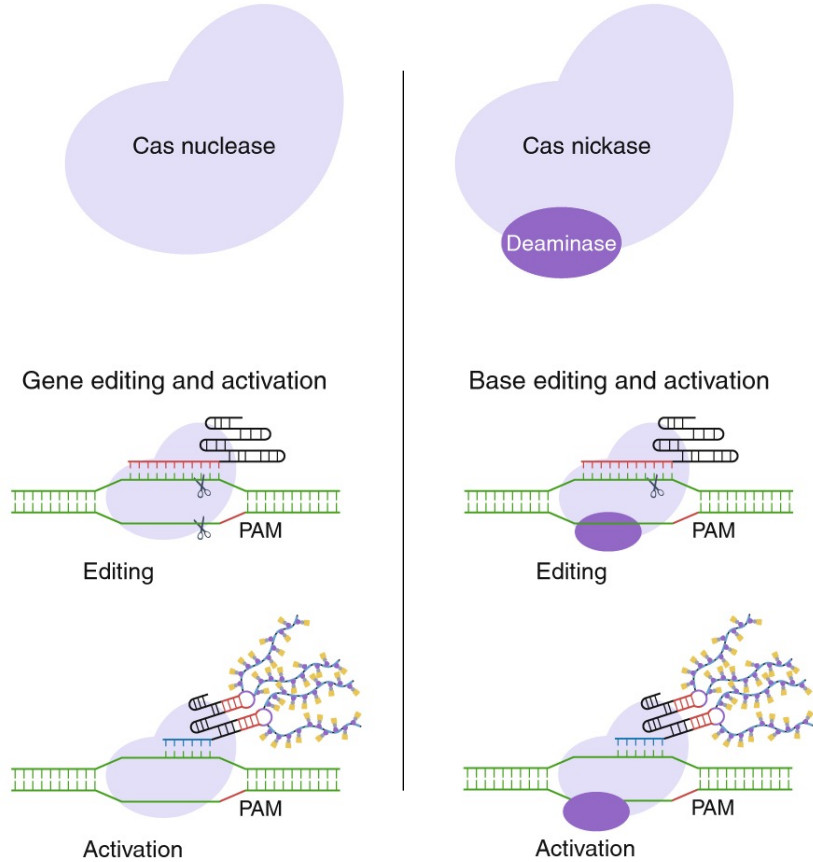 Cas nuclease
Gene editing and activation
PAM
Editing
PAM
Activation
Cas nickase
Deaminase
Base editing and activation
PAM
Editing
PAM
Activation